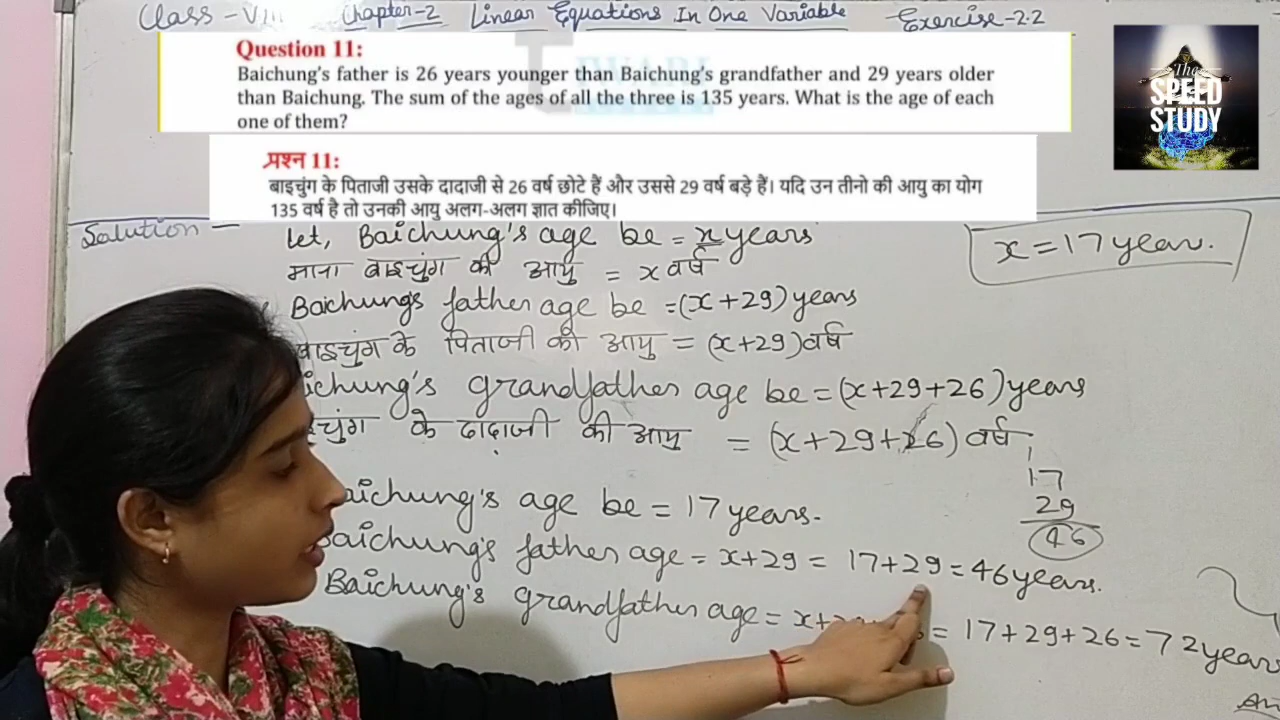 Class - VIII Chapter-2 Linear Equations In One Variable Exercise-2.2
Question 11:
Baichung's father is 26 years younger than Baichung's grandfather and 29 years older
than Baichung. The sum of the ages of all the three is 135 years. What is the age of each
one of them?
The
SPEED
STUDY
प्रश्न 11:
बाइचुंग के पिताजी उसके दादाजी से 26 वर्ष छोटे हैं और उससे 29 वर्ष बड़े हैं। यदि उन तीनो की आयु का योग
135 वर्ष है तो उनकी आयु अलग-अलग ज्ञात कीजिए।
Solution -
Let, Baichung's age be = x years
x = 17 year.
माना बाइचुंग की आयु = x वर्ष
Baichung's father age be = (x + 29) years
बाइचुंग के पिताजी की आयु = (x+29) वर्ष
ichung's grandfather age be = (x+29+26) years
इचुंग के दादाजी की आयु = (x+29+26) वर्ष
1
17
29
46
aichung's age be = 17 years.
Baichung's father age = x+29 = 17+29 = 46 years.
Baichung's grandfather age = x+ = 17+29+26 = 72 years